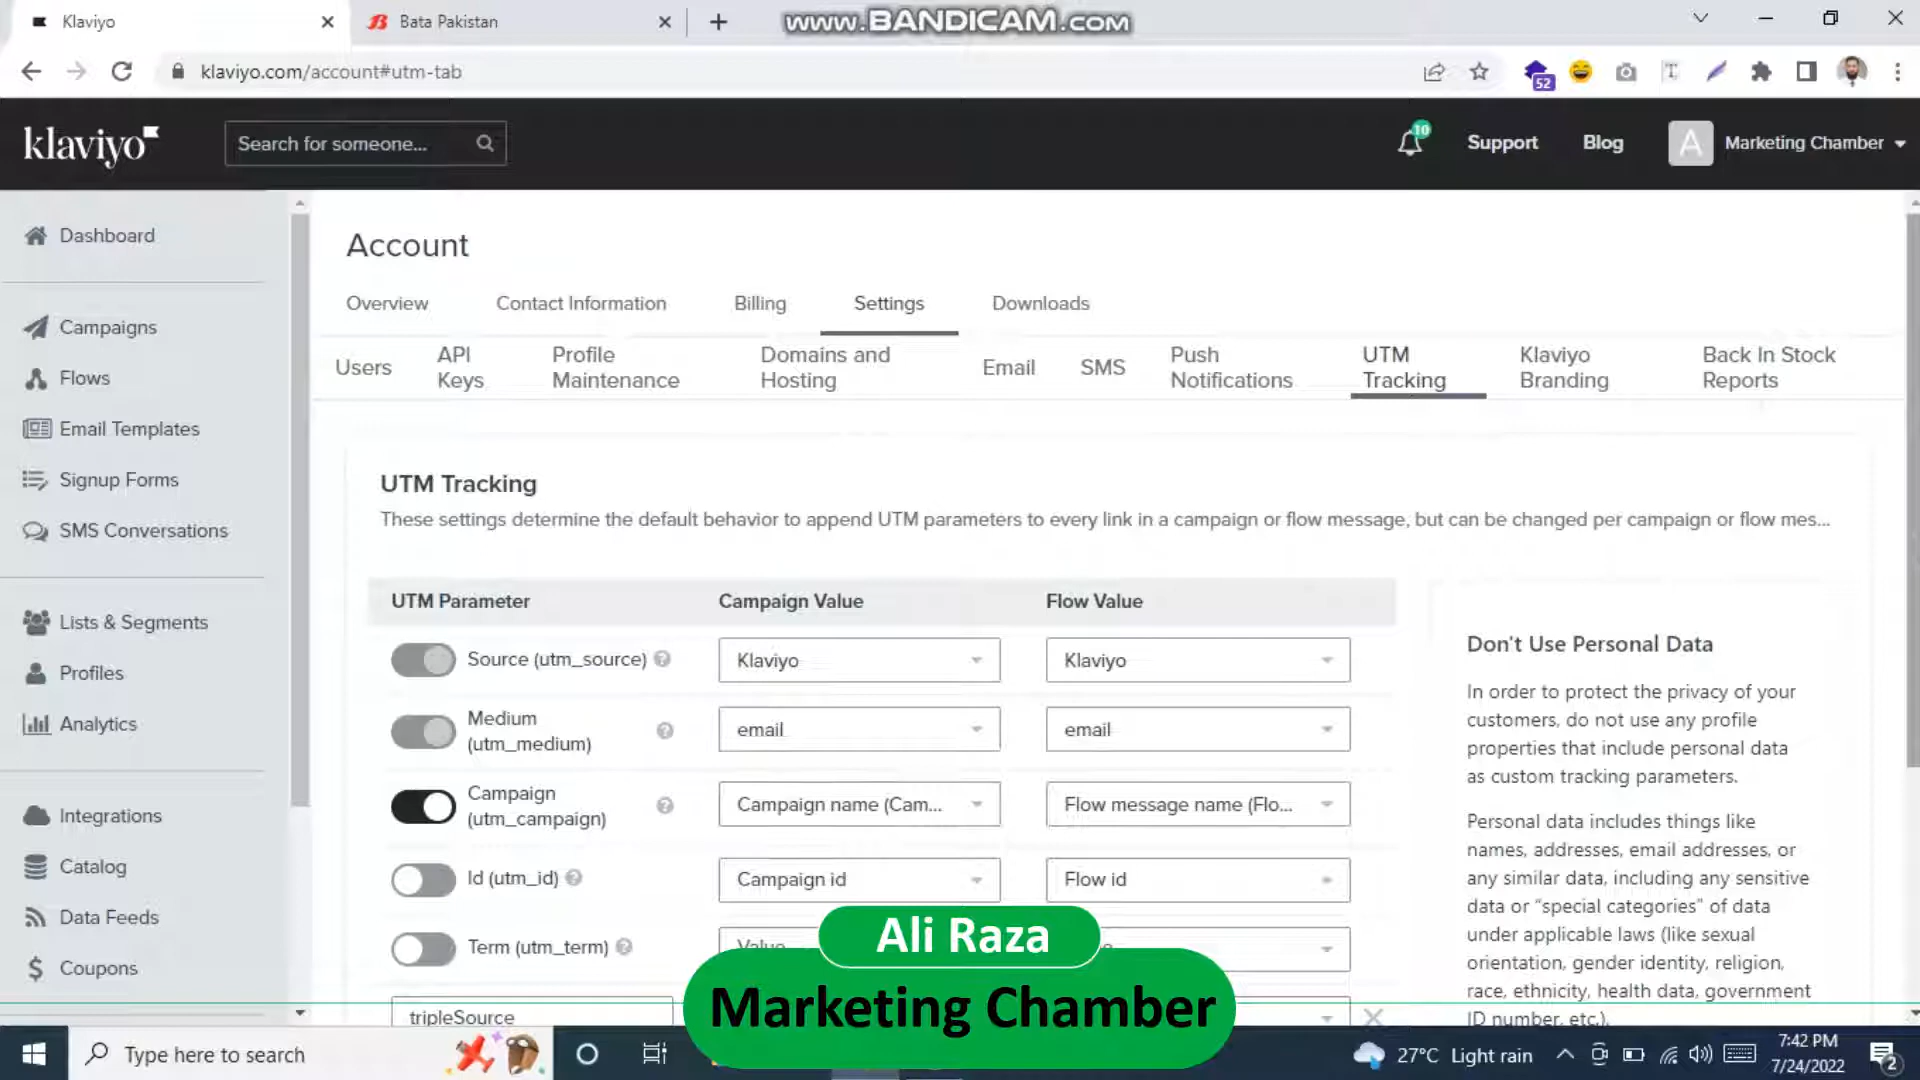 Klaviyo
Bata Pakistan
www.BANDICAM.com
klaviyo.com/account#utm-tab
52
klaviyo
Search for someone...
10
Support
Blog
A
Marketing Chamber
Dashboard
Campaigns
Flows
Email Templates
Signup Forms
SMS Conversations
Lists & Segments
Profiles
Analytics
Integrations
Catalog
Data Feeds
Coupons
Account
Overview
Contact Information
Billing
Settings
Downloads
Users
API Keys
Profile Maintenance
Domains and Hosting
Email
SMS
Push Notifications
UTM Tracking
Klaviyo Branding
Back In Stock Reports
UTM Tracking
These settings determine the default behavior to append UTM parameters to every link in a campaign or flow message, but can be changed per campaign or flow mes...
UTM Parameter
Campaign Value
Flow Value
Source (utm_source)
Klaviyo
Klaviyo
Medium
(utm_medium)
email
email
Campaign
(utm_campaign)
Campaign name (Cam...
Flow message name (Flo...
Id (utm_id)
Campaign id
Flow id
Term (utm_term)
tripleSource
Don't Use Personal Data
In order to protect the privacy of your
customers, do not use any profile
properties that include personal data
as custom tracking parameters.
Personal data includes things like
names, addresses, email addresses, or
any similar data, including any sensitive
data or “special categories” of data
under applicable laws (like sexual
orientation, gender identity, religion,
race, ethnicity, health data, government
ID number, etc.).
Ali Raza
Marketing Chamber
Type here to search
27°C Light rain
7:42 PM
7/24/2022
2